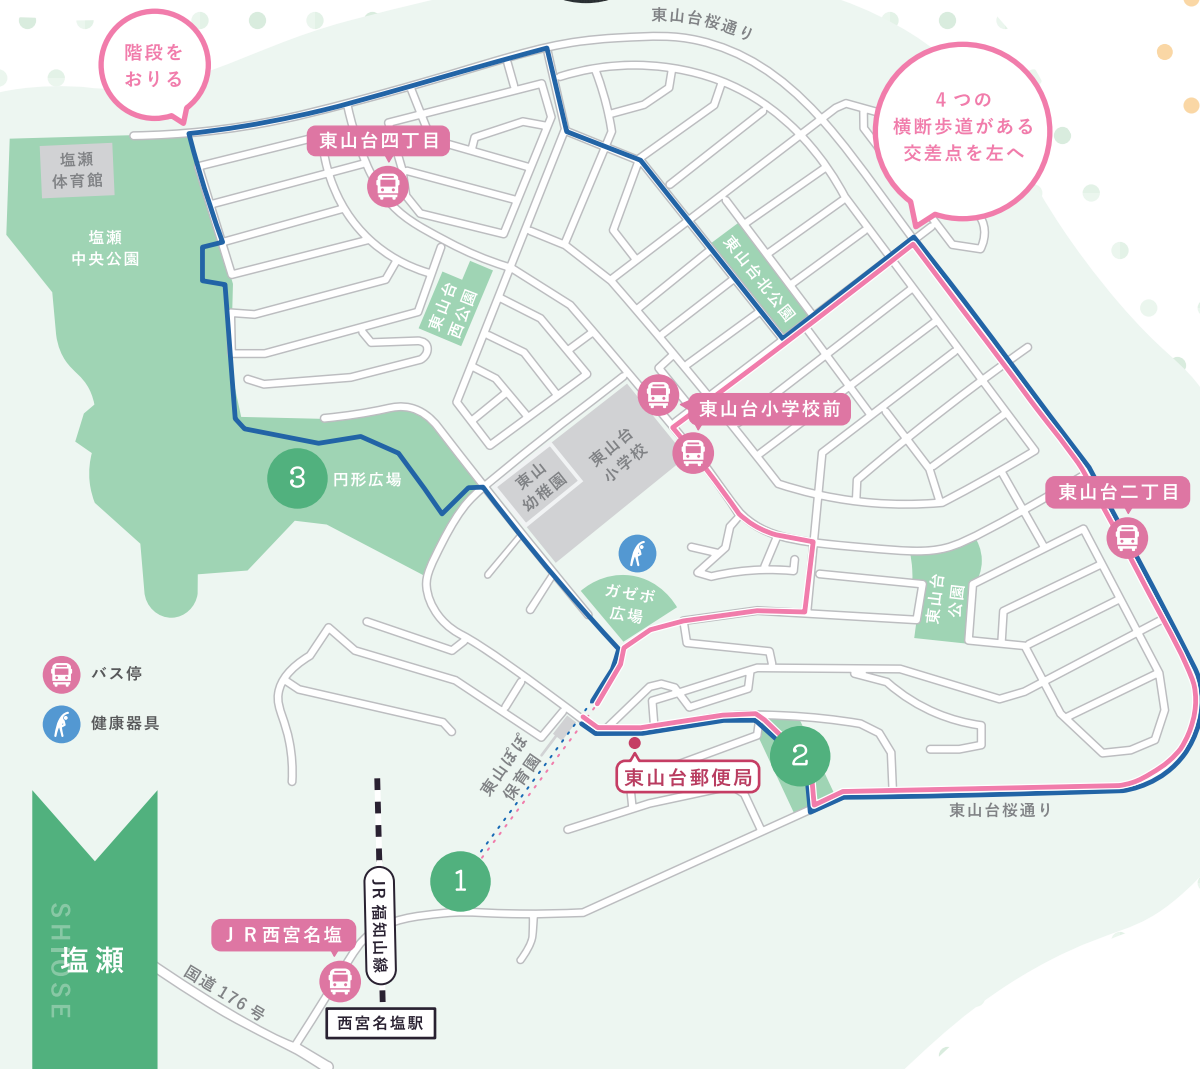 東山台桜通り
階段を
おりる
4つの
横断歩道がある
交差点を左へ
東山台四丁目
塩瀬
体育館
塩瀬
中央公園
東山台
西公園
東山台北公園
東山台小学校前
東山台
小学校
東山
幼稚園
3
円形広場
東山台二丁目
ガゼボ
広場
東山台
公園
バス停
健康器具
東山ぽぽ
保育園
2
東山台郵便局
東山台桜通り
1
JR福知山線
JR西宮名塩
西宮名塩駅
国道176号
SHIOSE
塩瀬